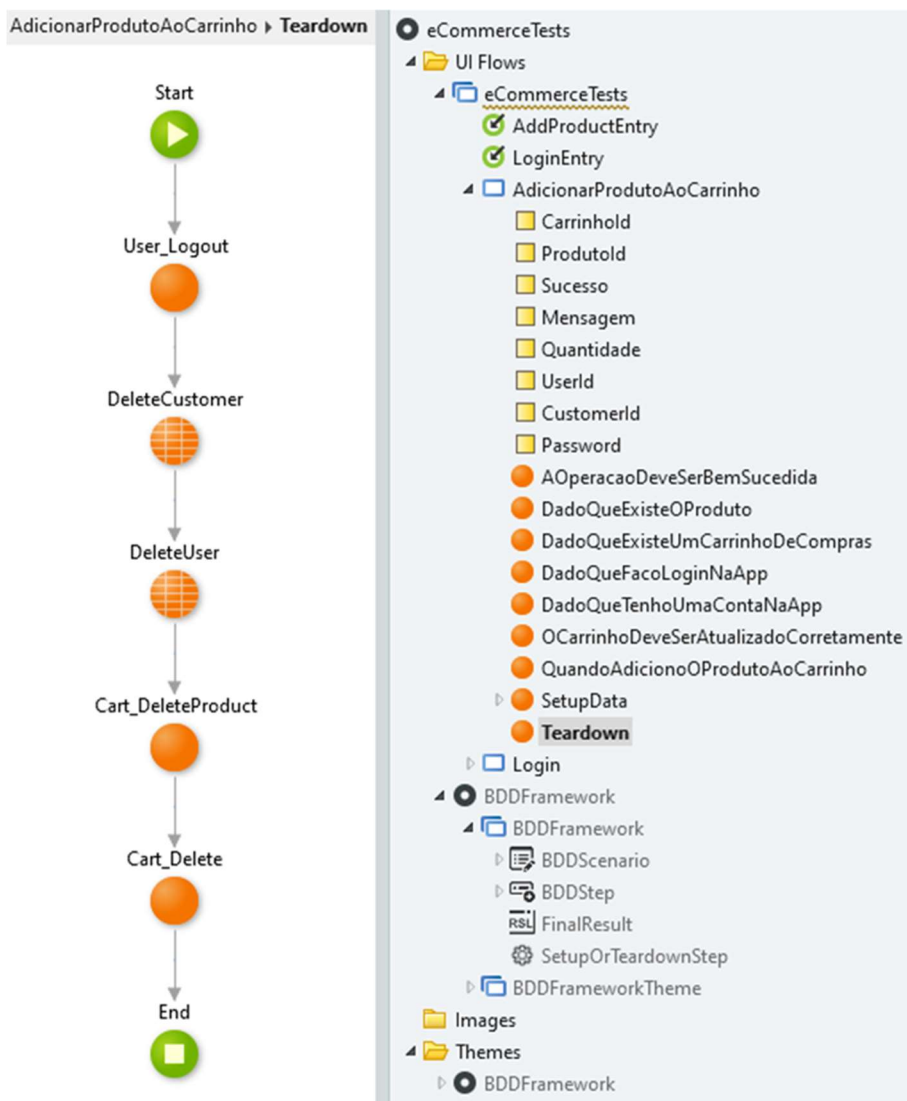 AdicionarProdutoAoCarrinho ▸ Teardown
Start
User_Logout
DeleteCustomer
DeleteUser
Cart_DeleteProduct
Cart_Delete
End
eCommerceTests
UI Flows
eCommerceTests
AddProductEntry
LoginEntry
AdicionarProdutoAoCarrinho
CarrinhoId
ProdutoId
Sucesso
Mensagem
Quantidade
UserId
CustomerId
Password
AOperacaoDeveSerBemSucedida
DadoQueExisteOProduto
DadoQueExisteUmCarrinhoDeCompras
DadoQueFacoLoginNaApp
DadoQueTenhoUmaContaNaApp
OCarrinhoDeveSerAtualizadoCorretamente
QuandoAdicionoOProdutoAoCarrinho
SetupData
Teardown
Login
BDDFramework
BDDFramework
BDDScenario
BDDStep
RSL FinalResult
SetupOrTeardownStep
BDDFrameworkTheme
Images
Themes
BDDFramework